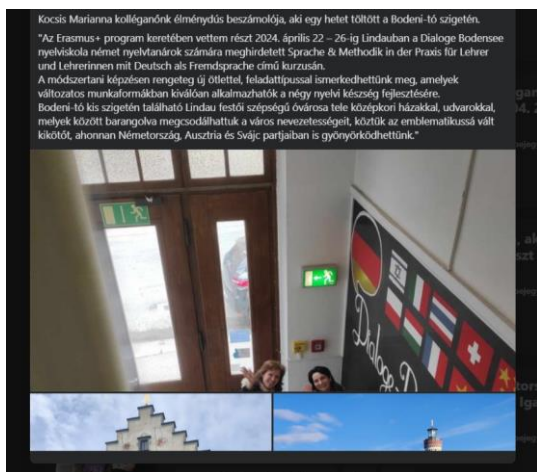 Kocsis Marianna kolléganőnk élménydús beszámolója, aki egy hetet töltött a Bodeni-tó szigetén.
"Az Erasmus+ program keretében vettem részt 2024. április 22 – 26-ig Lindauban a Dialoge Bodensee
nyelviskola német nyelvtanárok számára meghirdetett Sprache & Methodik in der Praxis für Lehrer
und Lehrerinnen mit Deutsch als Fremdsprache című kurzusán.
A módszertani képzésen rengeteg új ötlettel, feladattípussal ismerkedhettünk meg, amelyek
változatos munkaformákban kiválóan alkalmazhatók a négy nyelvi készség fejlesztésére.
Bodeni-tó kis szigetén található Lindau festői szépségű óvárosa tele középkori házakkal, udvarokkal,
melyek között barangolva megcsodálhattuk a város nevezetességeit, köztük az emblematikussá vált
kikötőt, ahonnan Németország, Ausztria és Svájc partjaiban is gyönyörködhettünk."
Dialoge